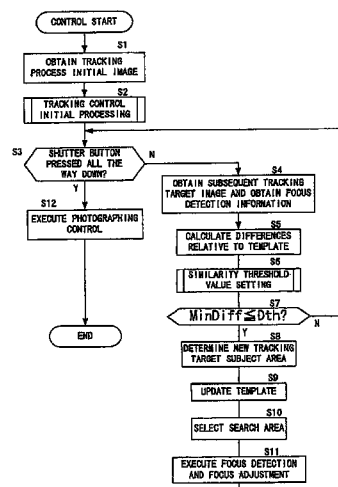 CONTROL START
S1
OBTAIN TRACKING
PROCESS INITIAL IMAGE
S2
TRACKING CONTROL
INITIAL PROCESSING
S3
SHUTTER BUTTON
PRESSED ALL THE
WAY DOWN?
N
Y
S12
EXECUTE PHOTOGRAPHING
CONTROL
END
S4
OBTAIN SUBSEQUENT TRACKING
TARGET IMAGE AND OBTAIN FOCUS
DETECTION INFORMATION
S5
CALCULATE DIFFERENCES
RELATIVE TO TEMPLATE
S6
SIMILARITY THRESHOLD-
VALUE SETTING
S7
MinDiff≦Dth?
N
Y
S8
DETERMINE NEW TRACKING
TARGET SUBJECT AREA
S9
UPDATE TEMPLATE
S10
SELECT SEARCH AREA
S11
EXECUTE FOCUS DETECTION
AND FOCUS ADJUSTMENT